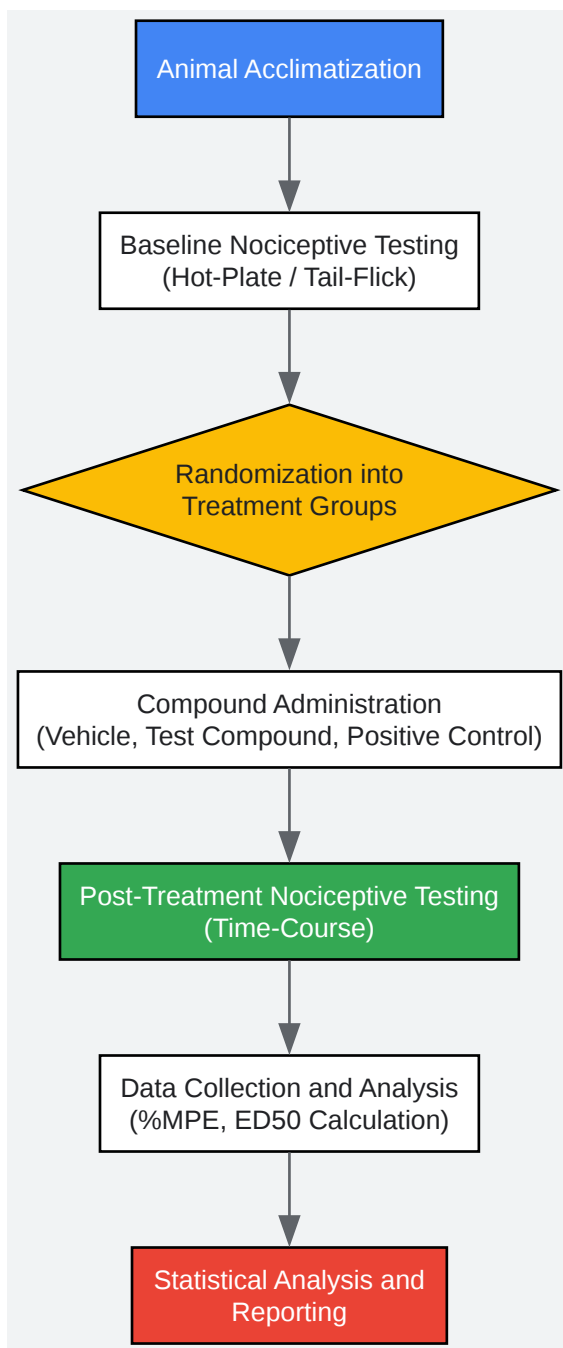 Animal Acclimatization
Baseline Nociceptive Testing
(Hot-Plate / Tail-Flick)
Randomization into
Treatment Groups
Compound Administration
(Vehicle, Test Compound, Positive Control)
Post-Treatment Nociceptive Testing
(Time-Course)
Data Collection and Analysis
(%MPE, ED50 Calculation)
Statistical Analysis and
Reporting